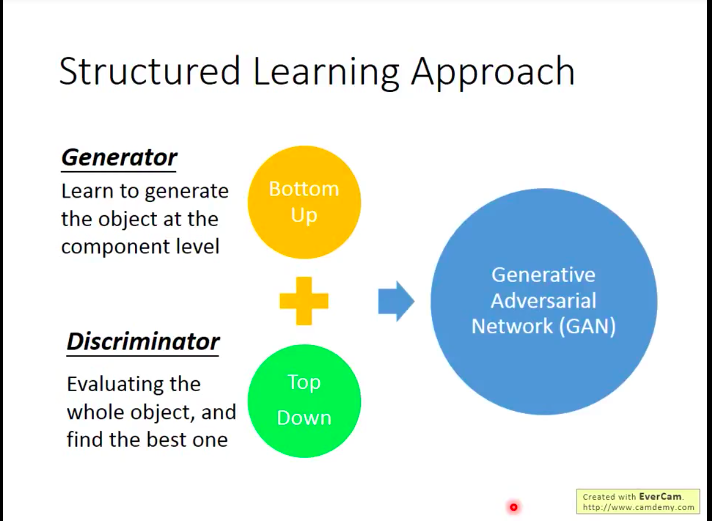 Structured Learning Approach
Generator
Learn to generate
the object at the
component level
Bottom
Up
Discriminator
Evaluating the
whole object, and
find the best one
Top
Down
Generative
Adversarial
Network (GAN)
Created with EverCam.
http://www.camdemy.com